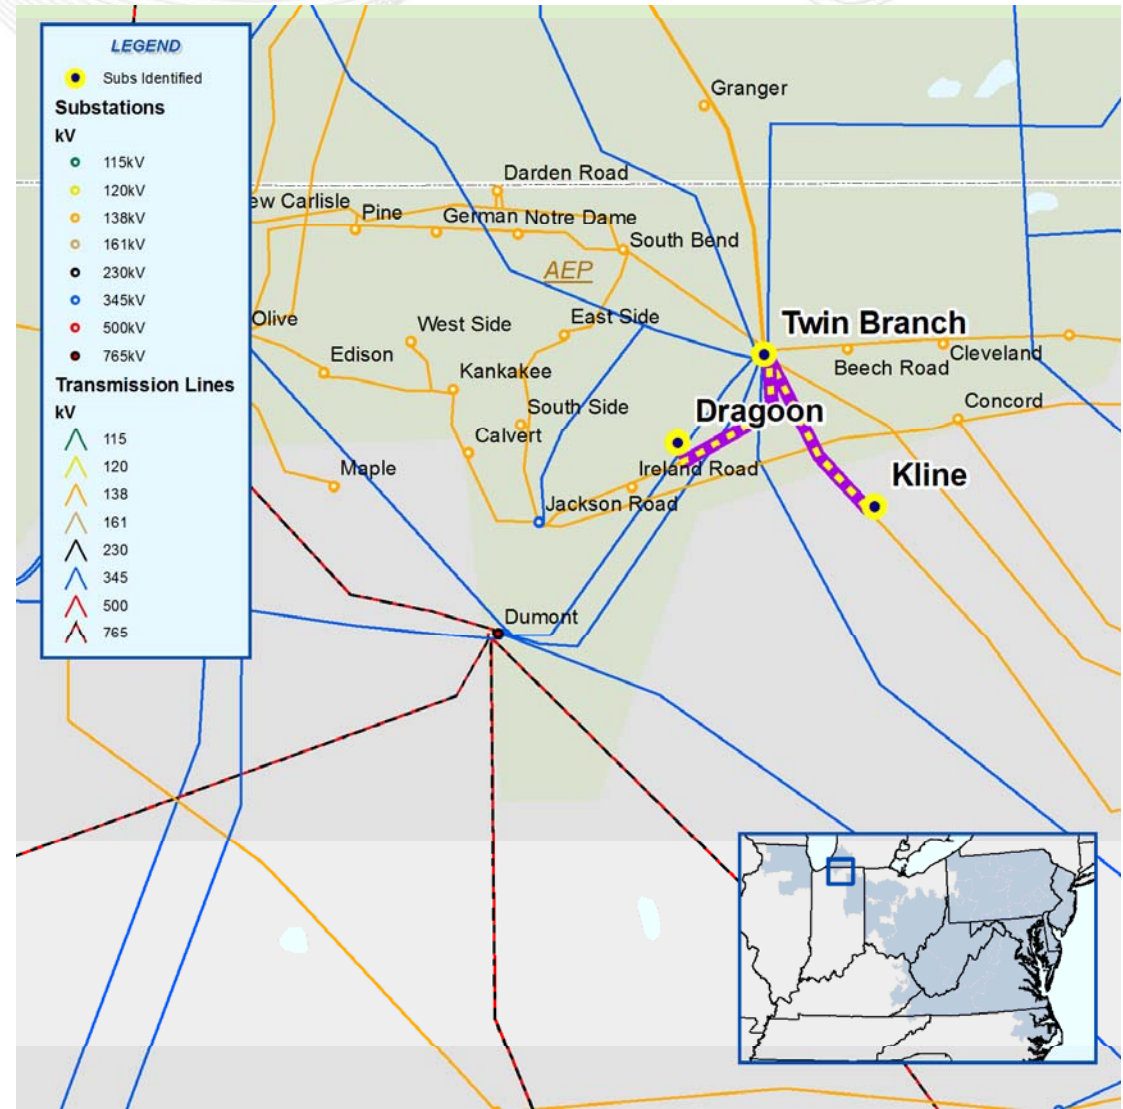 LEGEND
Subs Identified
Substations
kV
115kV
120kV
138kV
161kV
230kV
345kV
500kV
765kV
Transmission Lines
kV
115
120
138
161
230
345
500
765
Granger
Darden Road
ew Carlisle
Pine
German
Notre Dame
South Bend
AEP
Olive
West Side
East Side
Twin Branch
Edison
Beech Road
Cleveland
Kankakee
Concord
South Side
Dragoon
Calvert
Maple
Ireland Road
Kline
Jackson Road
Dumont